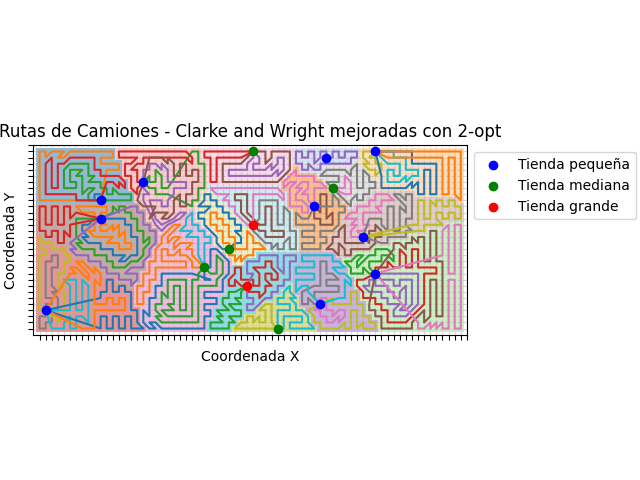 Rutas de Camiones - Clarke and Wright mejoradas con 2-opt
Tienda pequeña
Tienda mediana
Tienda grande
Coordenada Y
Coordenada X